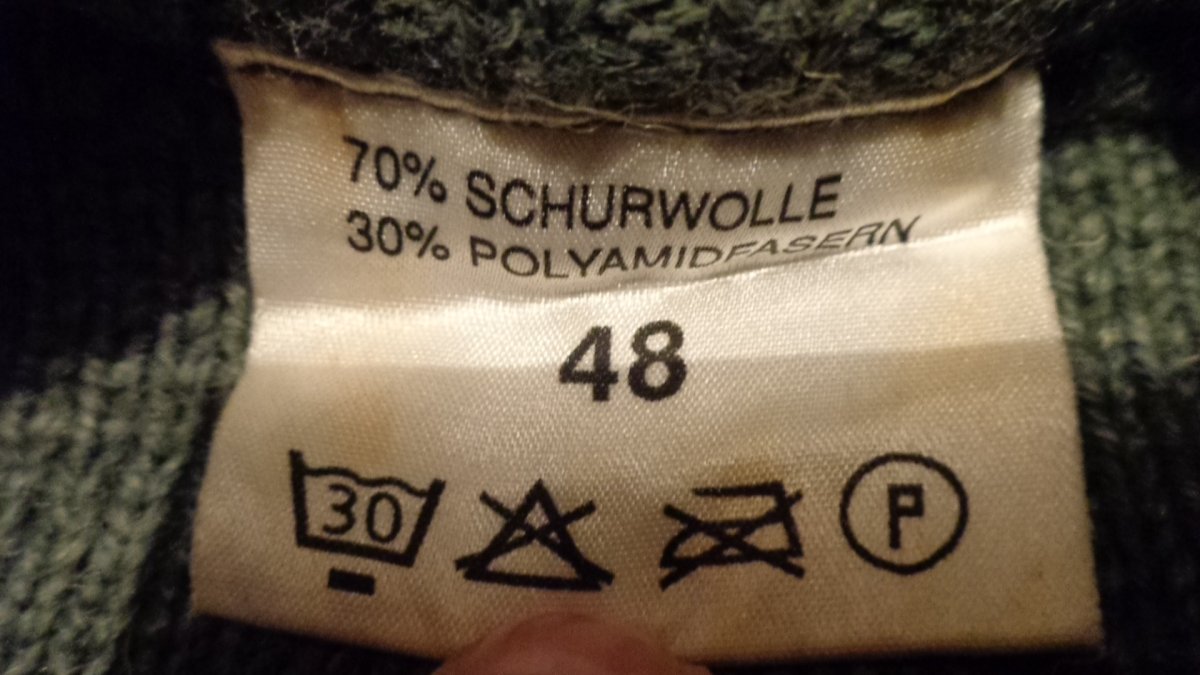 70% SCHURWOLLE
30% POLYAMIDFASERN
48
30 P